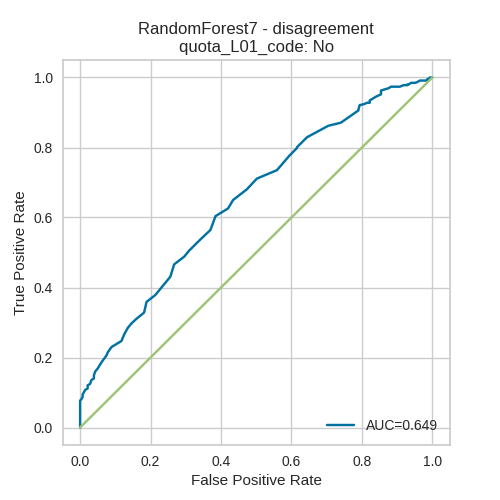 RandomForest7 - disagreement
quota_L01_code: No
True Positive Rate
1.0
0.8
0.6
0.4
0.2
0.0
AUC=0.649
0.0 0.2 0.4 0.6 0.8 1.0
False Positive Rate